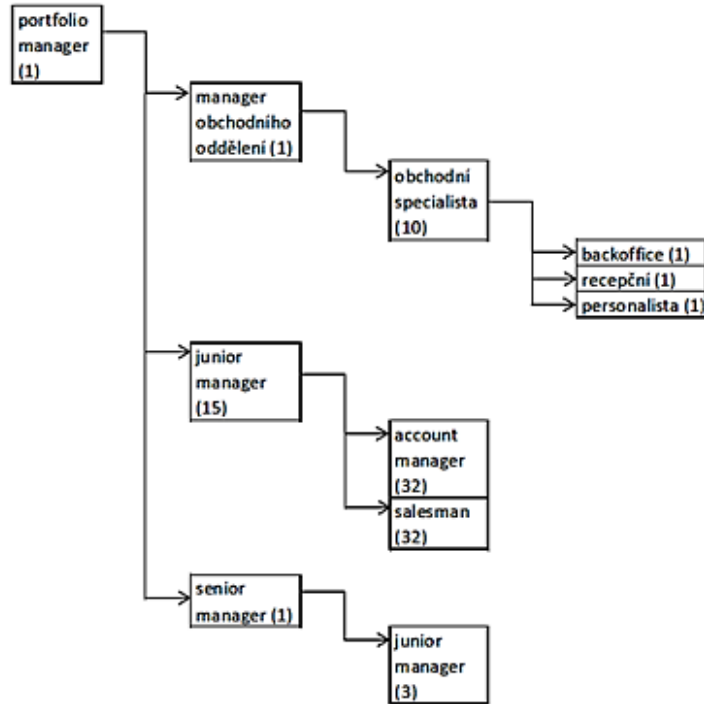 portfolio
manager
(1)
manager
obchodního
oddělení (1)
obchodní
specialista
(10)
backoffice (1)
recepční (1)
personalista (1)
junior
manager
(15)
account
manager
(32)
salesman
(32)
senior
manager (1)
junior
manager
(3)